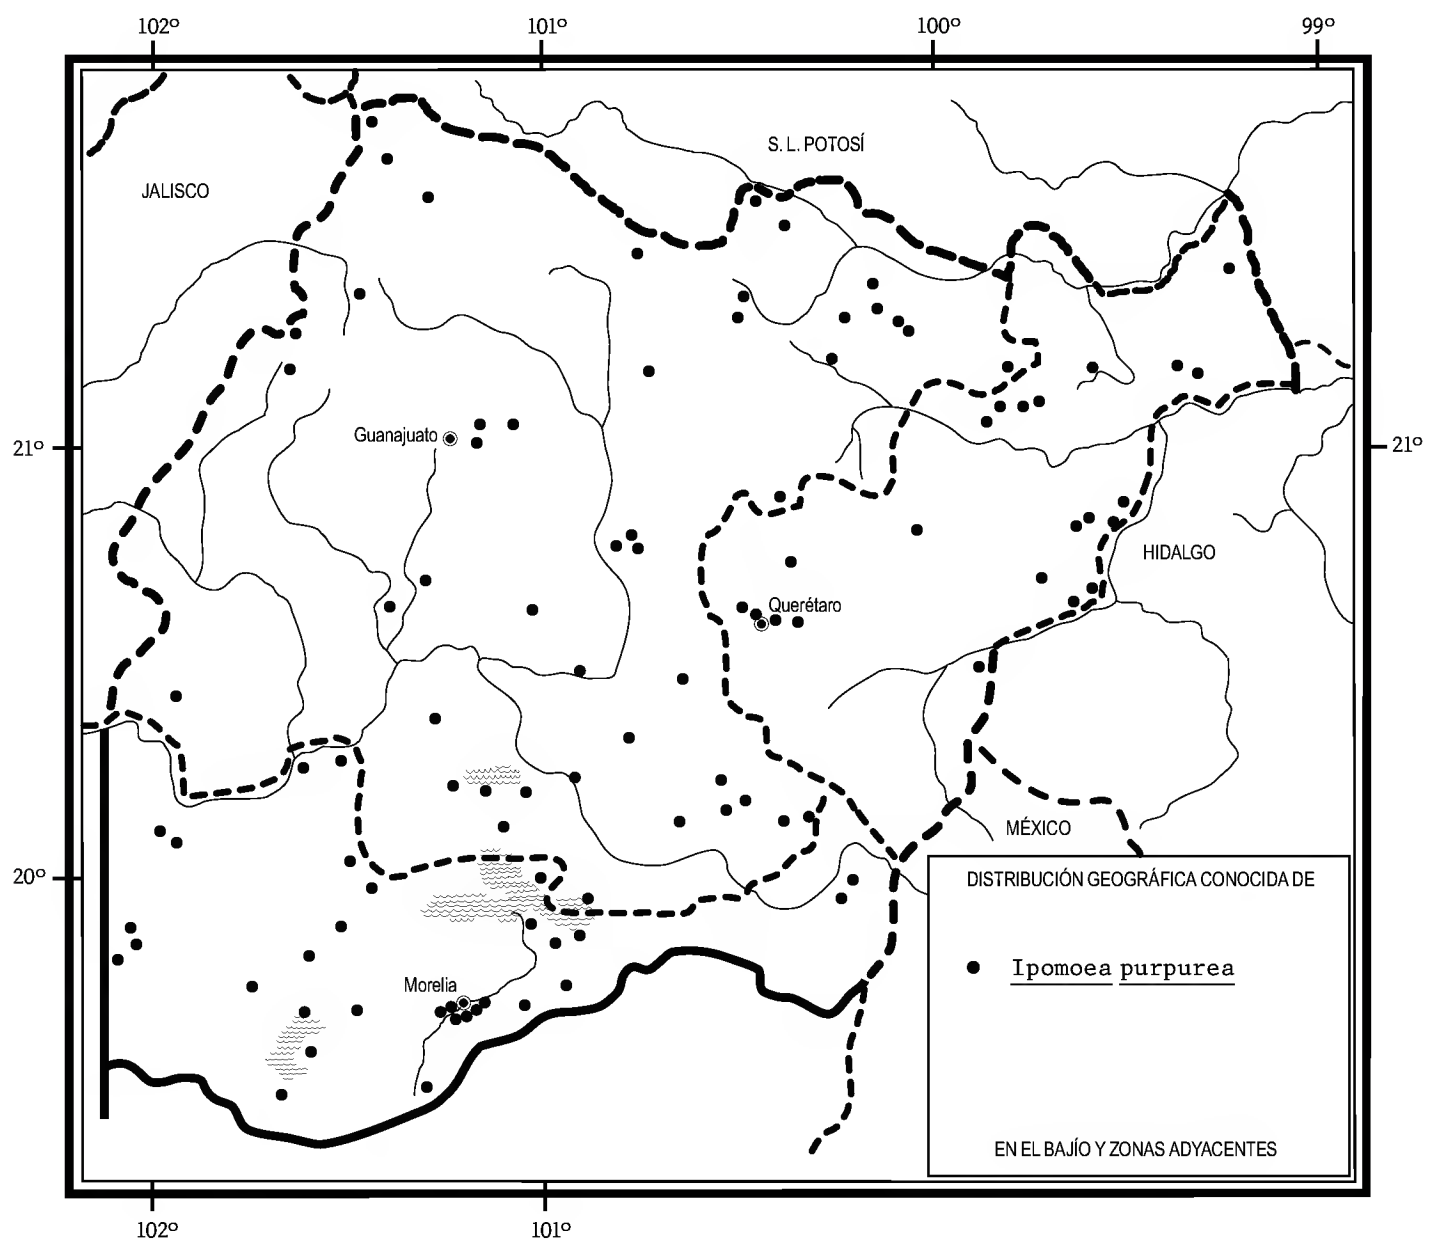 102º 101º 100º 99º
S. L. POTOSÍ
JALISCO
Guanajuato
21º 21º
HIDALGO
Querétaro
MÉXICO
20º
DISTRIBUCIÓN GEOGRÁFICA CONOCIDA DE
Ipomoea purpurea
Morelia
EN EL BAJÍO Y ZONAS ADYACENTES
102º 101º